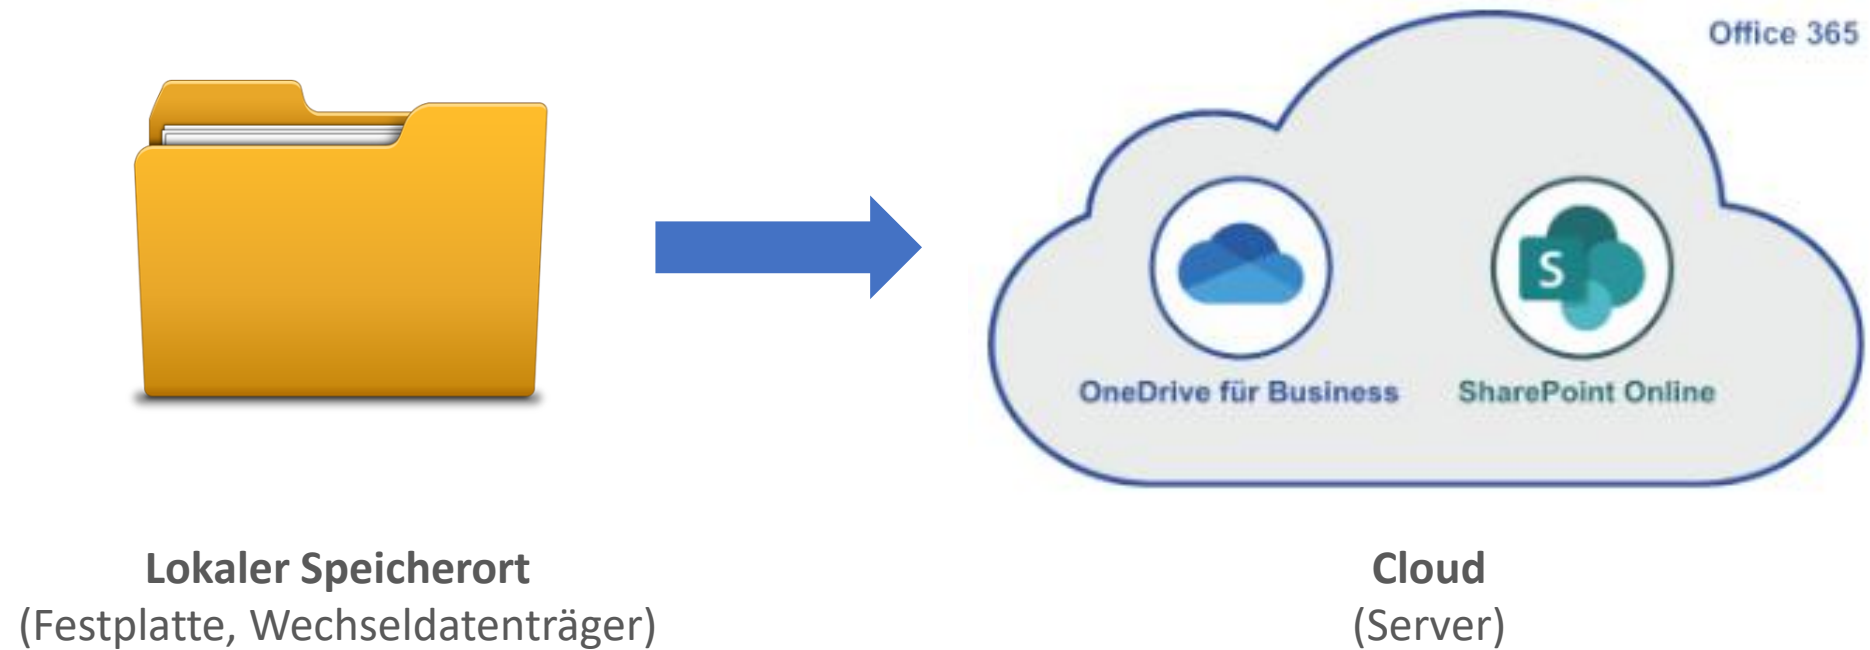 Office 365
S
OneDrive für Business
SharePoint Online
Lokaler Speicherort
(Festplatte, Wechseldatenträger)
Cloud
(Server)